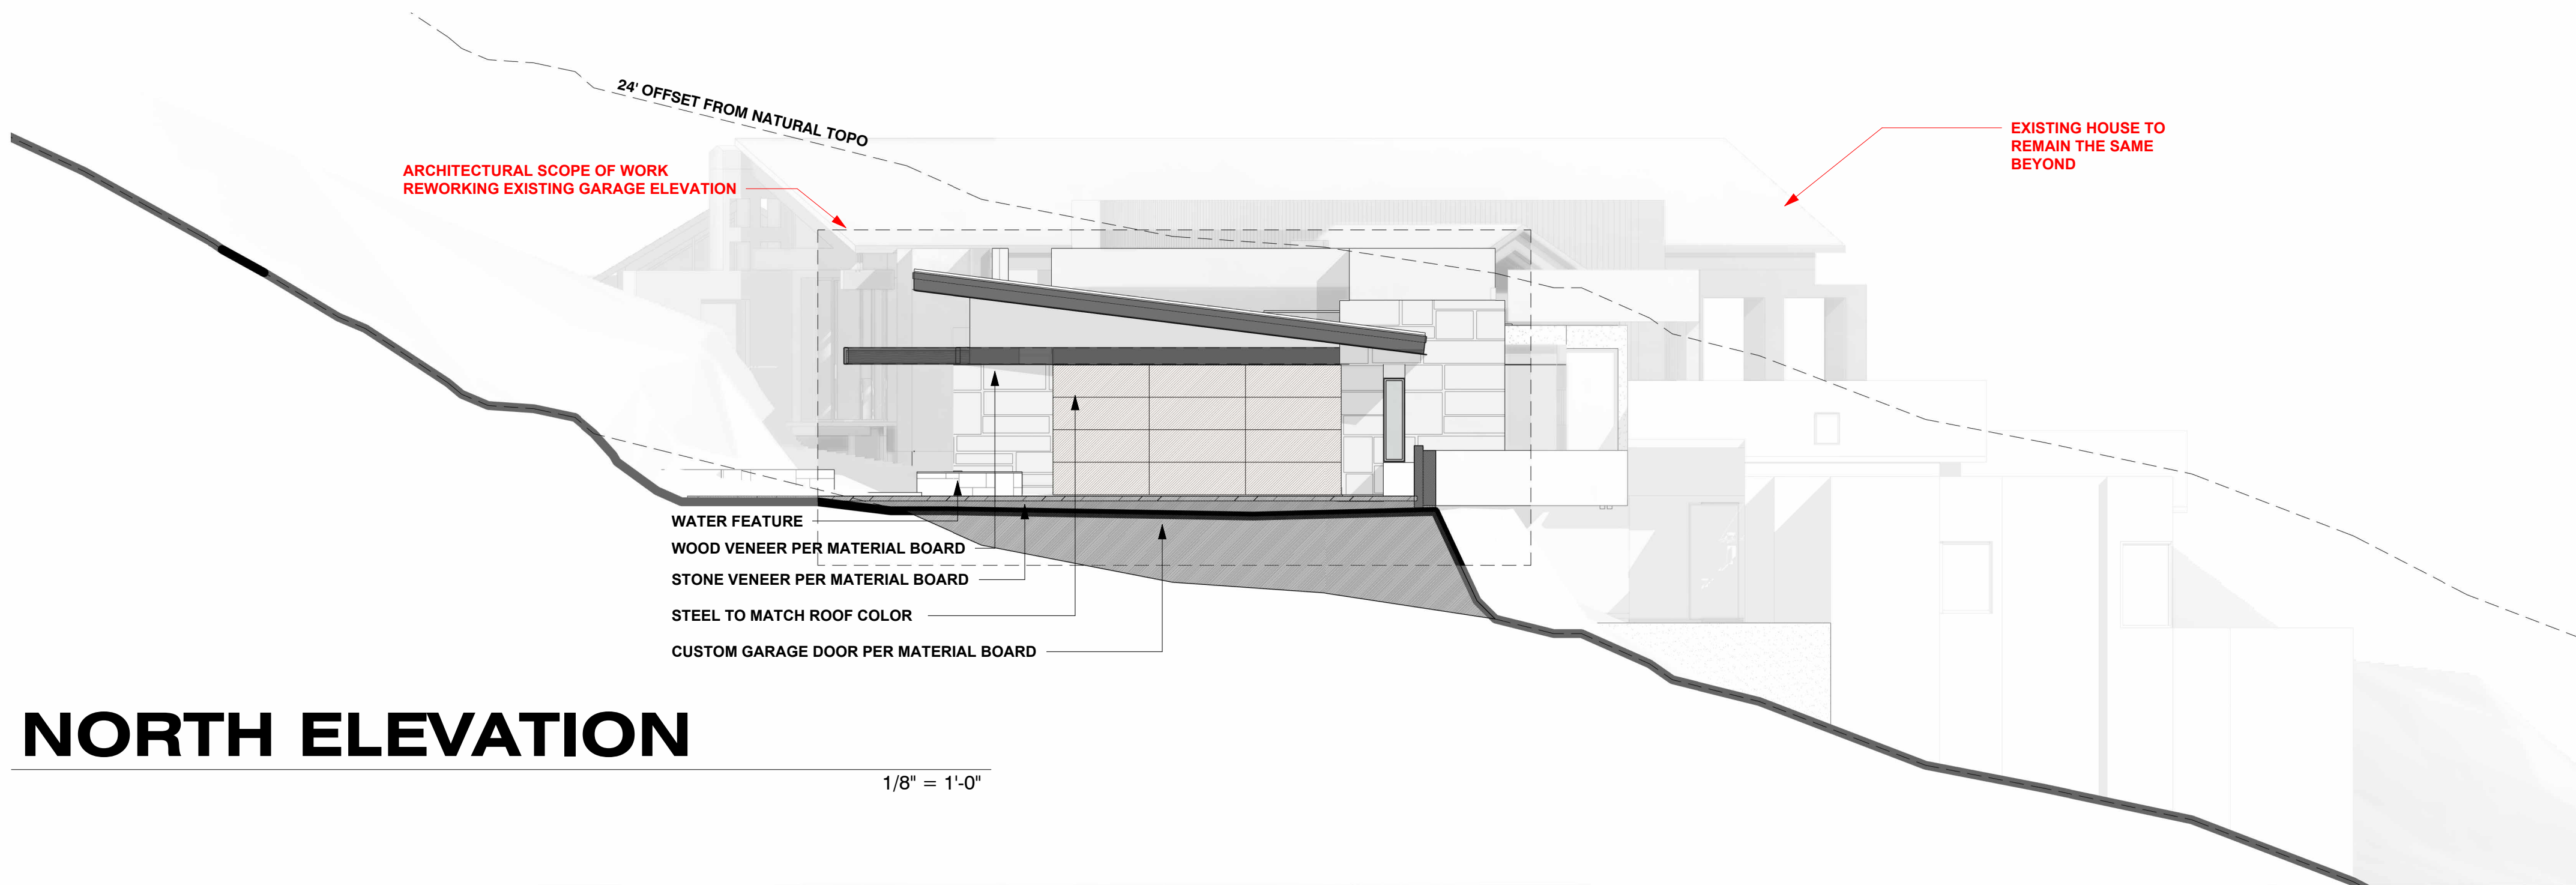 24' OFFSET FROM NATURAL TOPO
EXISTING HOUSE TO
REMAIN THE SAME
BEYOND
ARCHITECTURAL SCOPE OF WORK
REWORKING EXISTING GARAGE ELEVATION
WATER FEATURE
WOOD VENEER PER MATERIAL BOARD
STONE VENEER PER MATERIAL BOARD
STEEL TO MATCH ROOF COLOR
CUSTOM GARAGE DOOR PER MATERIAL BOARD
NORTH ELEVATION
1/8" = 1'-0"